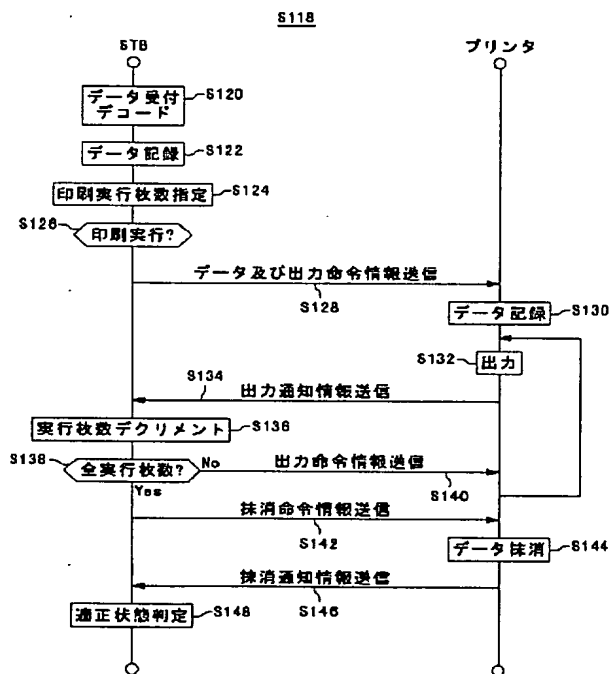 S118
STB
プリンタ
データ受付
デコード
S120
データ記録
S122
印刷実行枚数指定
S124
S126
印刷実行?
データ及び出力命令情報送信
S128
データ記録
S130
S132
出力
S134
出力通知情報送信
実行枚数デクリメント
S136
S138
全実行枚数?
No
出力命令情報送信
S140
Yes
抹消命令情報送信
S142
データ抹消
S144
抹消通知情報送信
S146
適正状態判定
S148